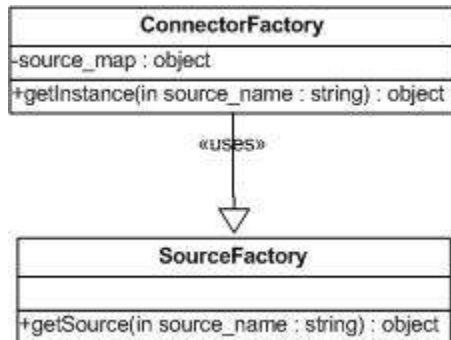 ConnectorFactory
-source_map : object
+getInstance(in source_name : string) : object
«uses»
SourceFactory
+getSource(in source_name : string) : object